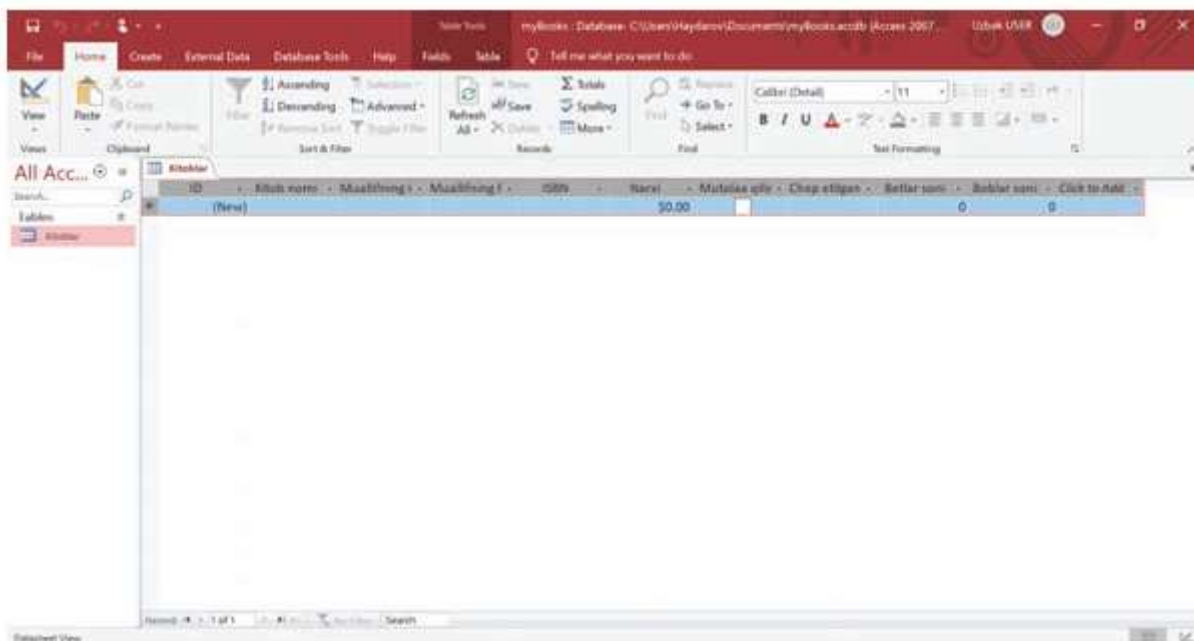 Table Tools myBooks : Database- C:\Users\Haydarov\Documents\myBooks.accdb (Access 2007... Uzbak USER
File Home Create External Data Database Tools Help Fields Table Tell me what you want to do
View Paste Cut Copy Format Painter Filter Ascending Descending Remove Sort Selection Advanced Toggle Filter Refresh All New Save Delete Totals Spelling More Find Replace Go To Select Calibri (Detail) 11 B I U A
Views Clipboard Sort & Filter Records Find Text Formatting
All Acc... Kitoblar
Search...
ID Kitob nomi Muallifning Muallifning ISBN Narxi Mutolaa qilir Chop etilgan Betlar soni Boblar soni Click to Add
Tables (New) $0.00 0 0
Kitoblar
Record: 1 of 1 No Filter Search
Datasheet View